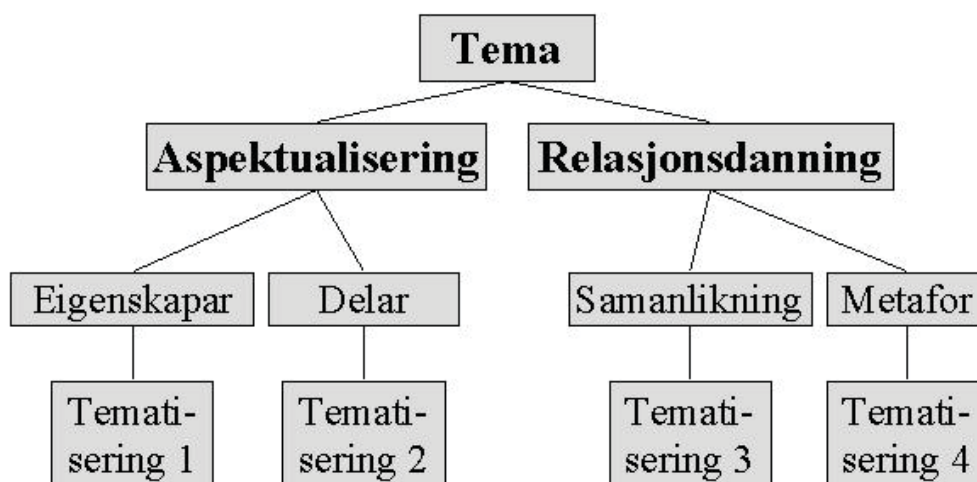 Tema
Aspektualisering
Relasjonsdanning
Eigenskapar
Delar
Samanlikning
Metafor
Temati-
sering 1
Temati-
sering 2
Temati-
sering 3
Temati-
sering 4